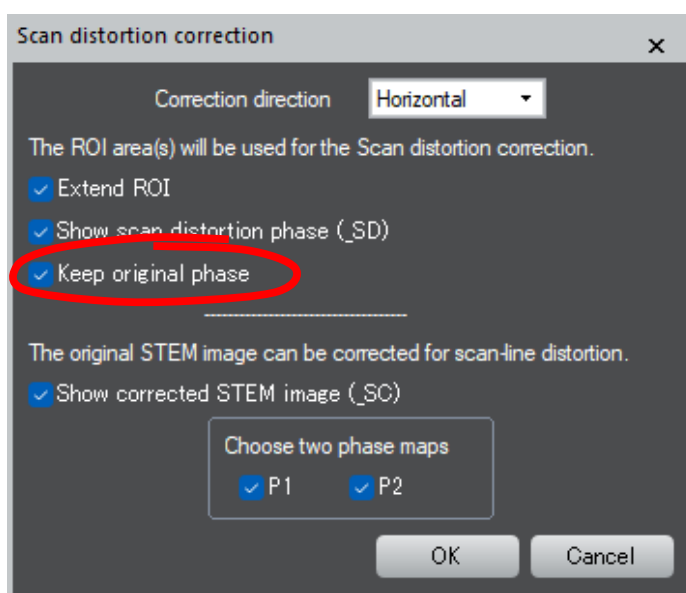 Scan distortion correction
Correction direction Horizontal
The ROI area(s) will be used for the Scan distortion correction.
Extend ROI
Show scan distortion phase (_SD)
Keep original phase
The original STEM image can be corrected for scan-line distortion.
Show corrected STEM image (_SC)
Choose two phase maps
P1 P2
OK Cancel